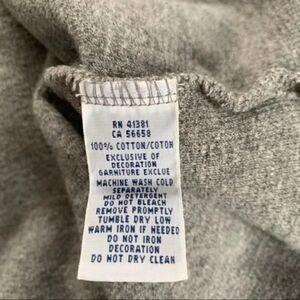 RN 41381
CA 56658
100% COTTON/COTON
EXCLUSIVE OF
DECORATION
GARNITURE EXCLUE
MACHINE WASH COLD
SEPARATELY
MILD DETERGENT
DO NOT BLEACH
REMOVE PROMPTLY
TUMBLE DRY LOW
WARM IRON IF NEEDED
DO NOT IRON
DECORATION
DO NOT DRY CLEAN